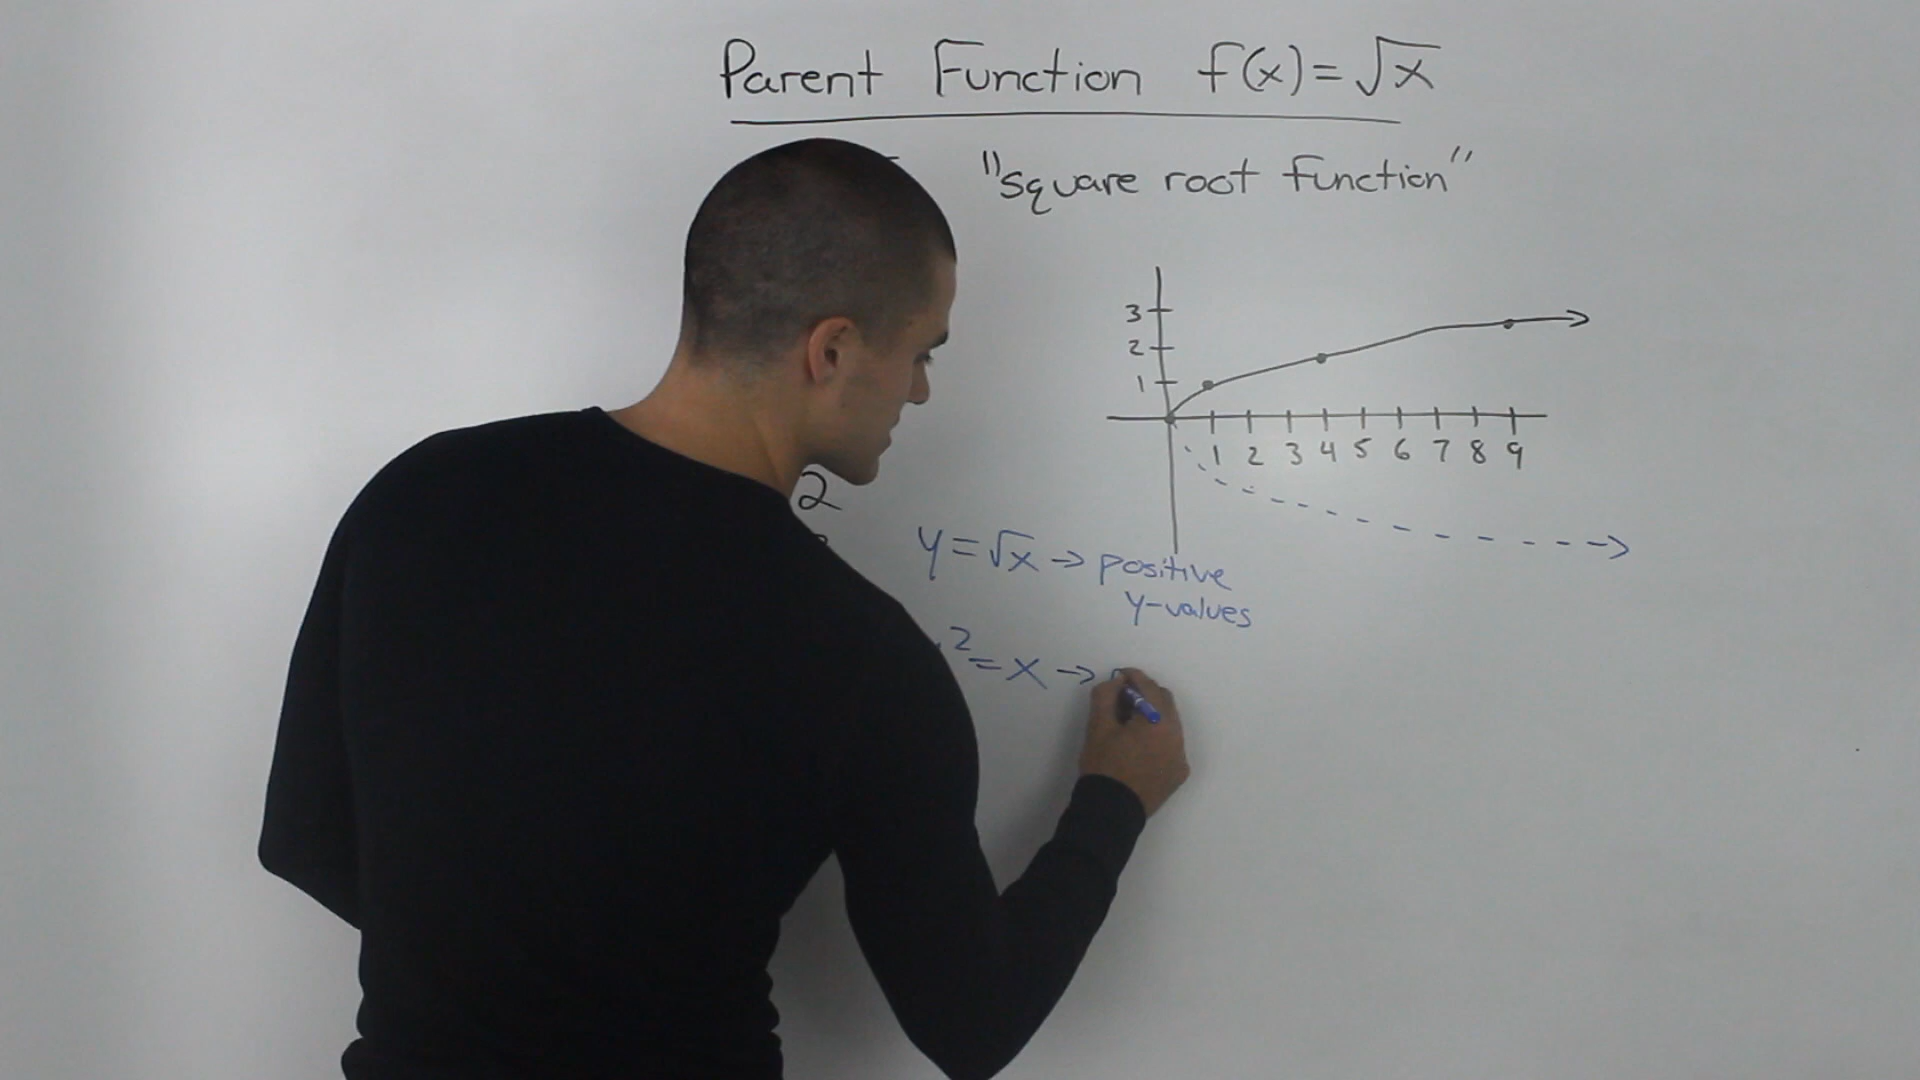 Parent Function f(x)=√x
"square root function"
3
2
1
1 2 3 4 5 6 7 8 9
2
y=√x → positive
y-values
²=x →